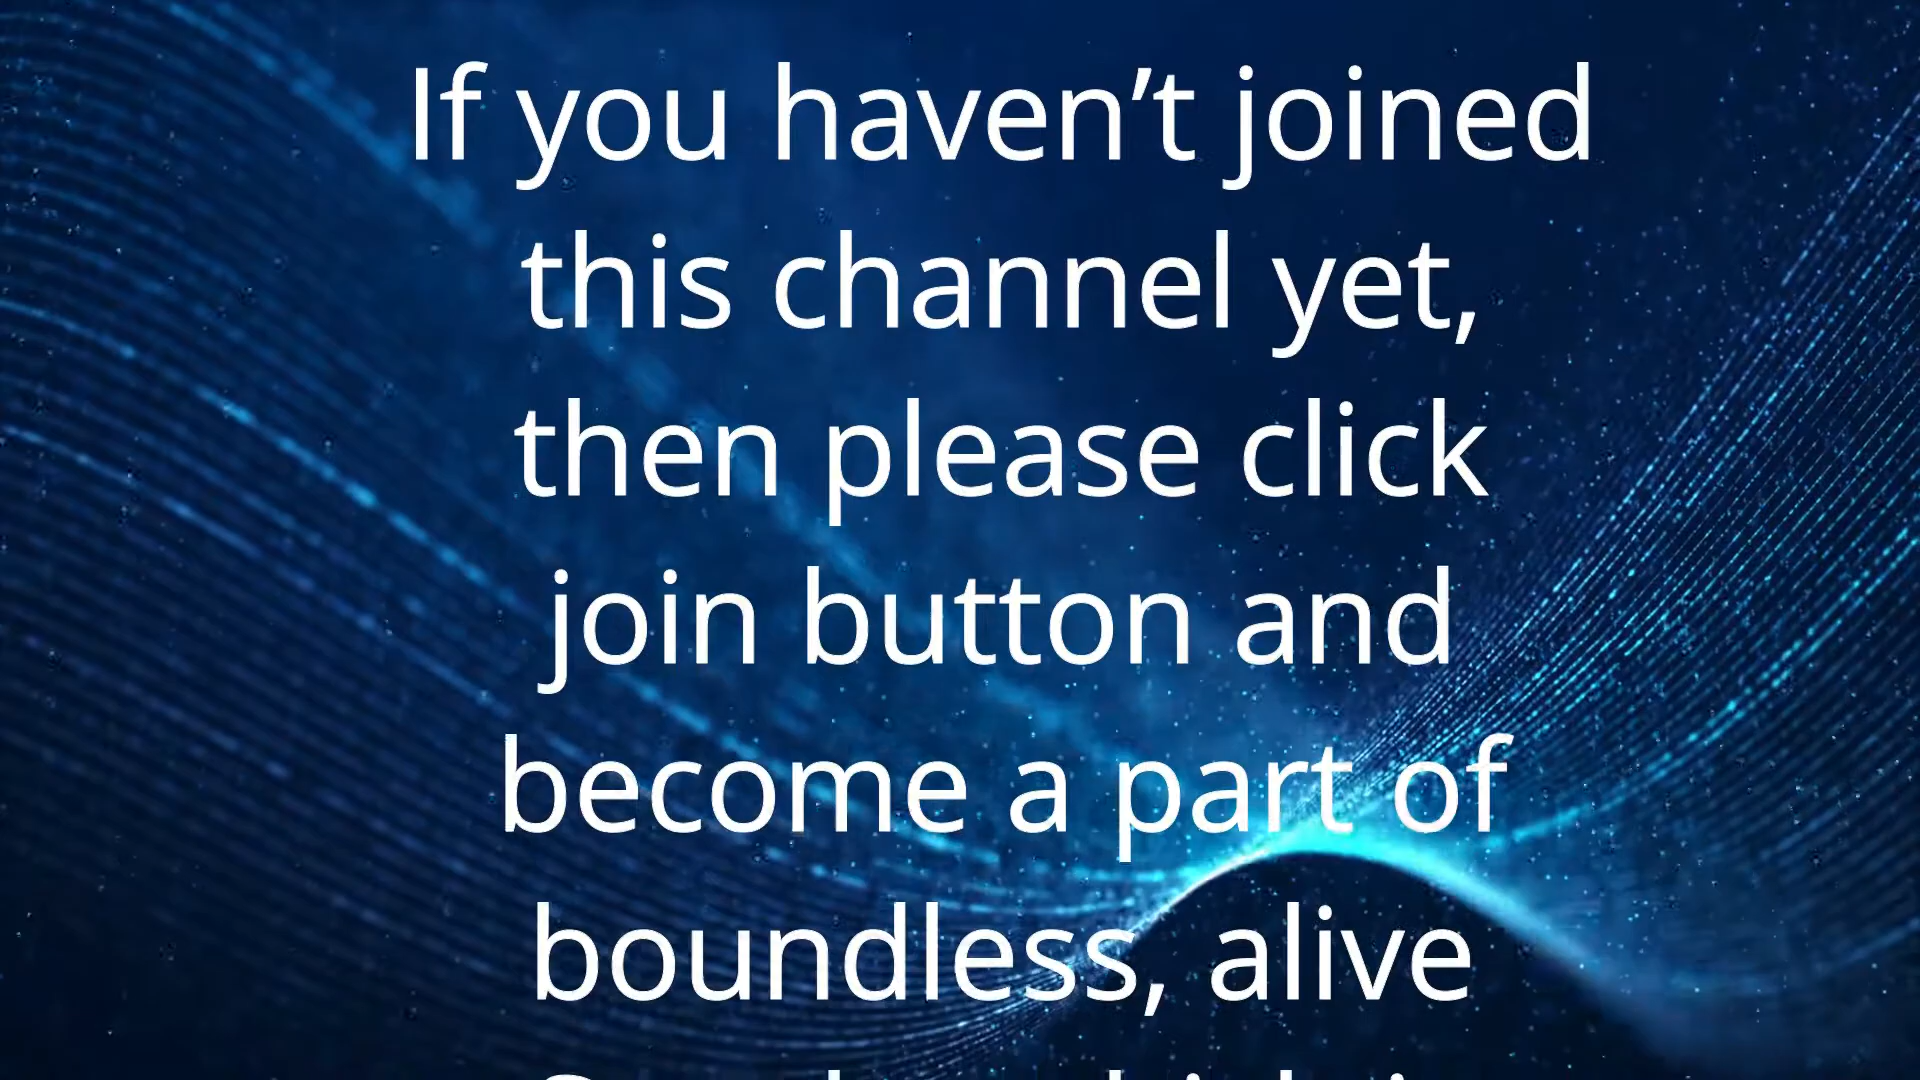 If you haven’t joined
this channel yet,
then please click
join button and
become a part of
boundless, alive